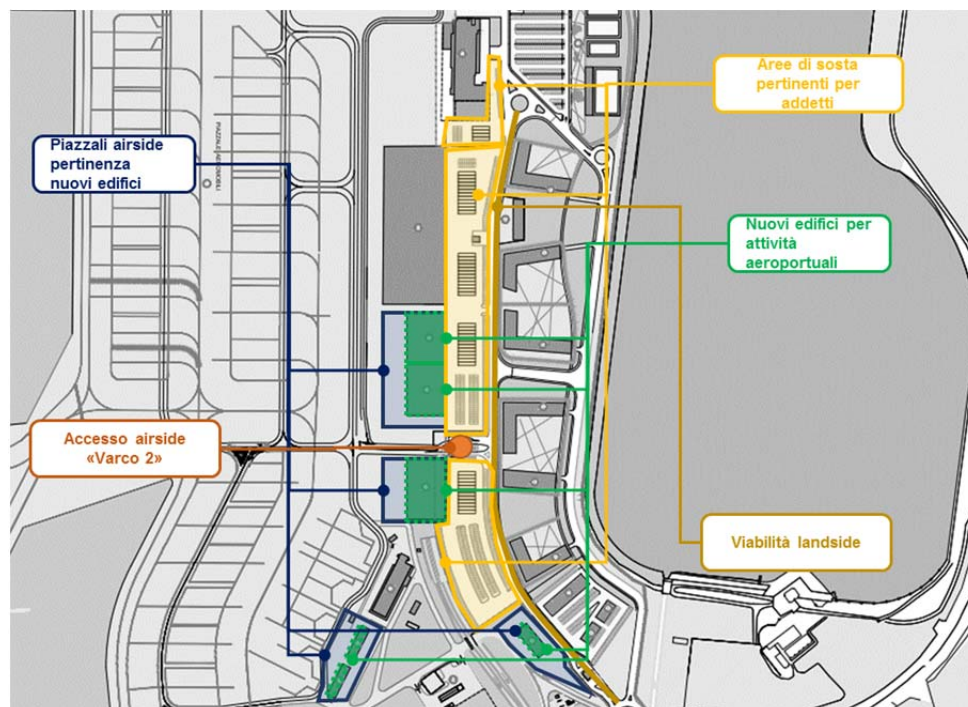 Aree di sosta
pertinenti per
addetti
Piazzali airside
pertinenza
nuovi edifici
PIAZZALE AEROMOBILI
Nuovi edifici per
attività
aeroportuali
Accesso airside
«Varco 2»
Viabilità landside